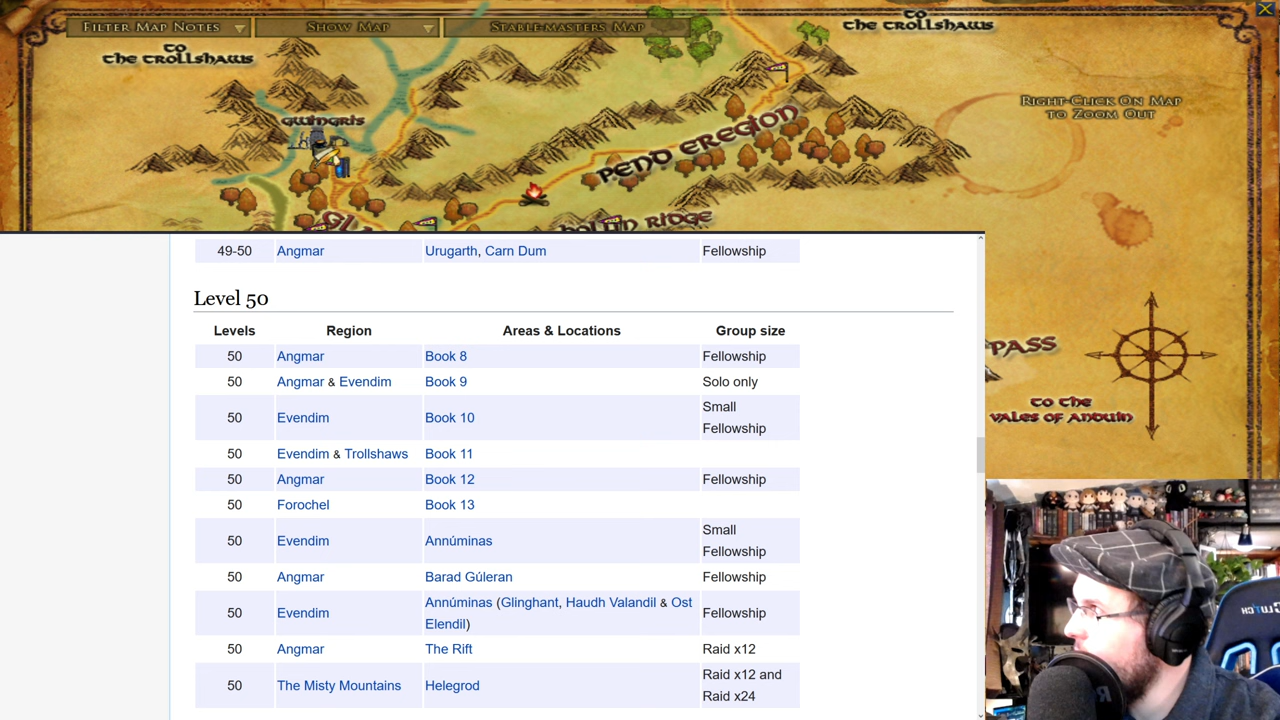 Filter Map Notes
Show Map
Stable-masters Map
To
The Trollshaws
To
The Trollshaws
Gwingris
Right-Click On Map
To Zoom Out
Pend Eregion
Pass
To the
Vales of Anduin
49-50 Angmar Urugarth, Carn Dum Fellowship
Level 50
Levels Region Areas & Locations Group size
50 Angmar Book 8 Fellowship
50 Angmar & Evendim Book 9 Solo only
50 Evendim Book 10 Small
Fellowship
50 Evendim & Trollshaws Book 11
50 Angmar Book 12 Fellowship
50 Forochel Book 13
50 Evendim Annúminas Small
Fellowship
50 Angmar Barad Gúleran Fellowship
50 Evendim Annúminas (Glinghant, Haudh Valandil & Ost
Elendil) Fellowship
50 Angmar The Rift Raid x12
50 The Misty Mountains Helegrod Raid x12 and
Raid x24